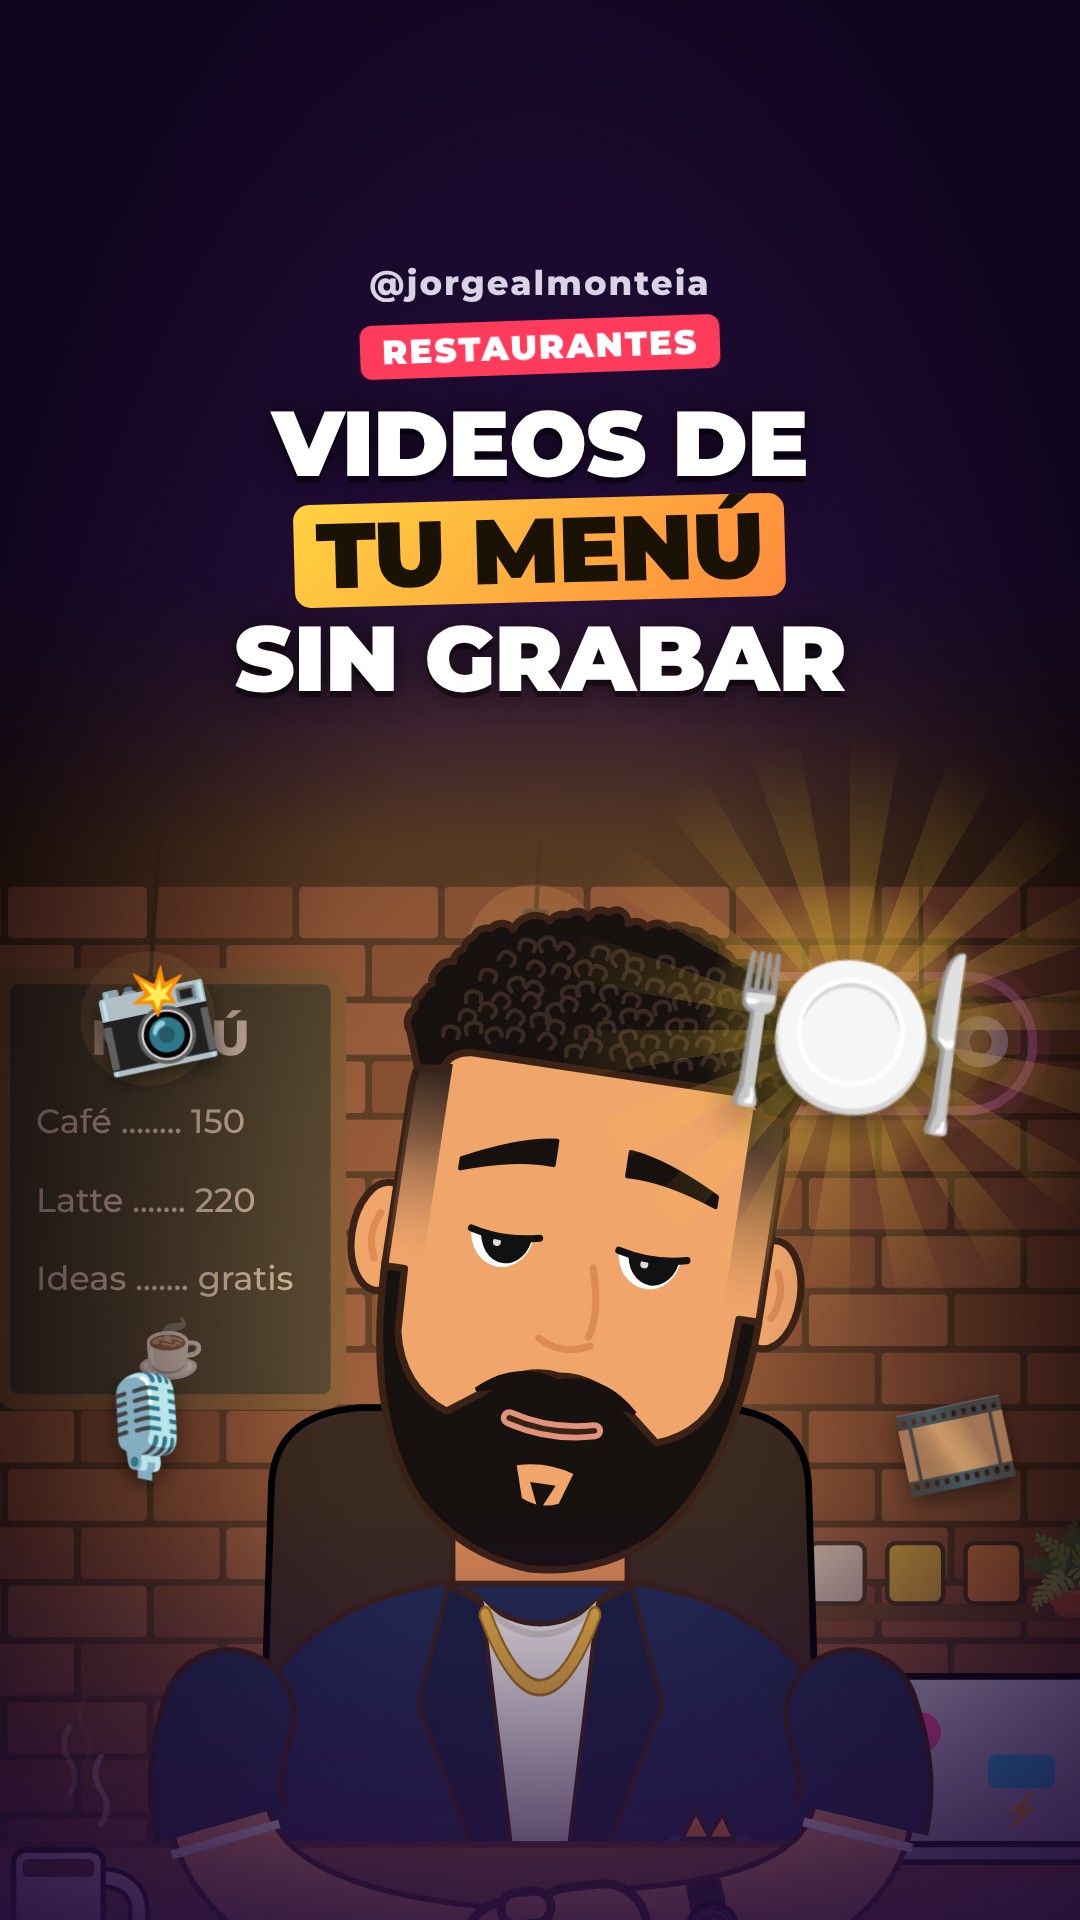 @jorgealmonteia
RESTAURANTES
VIDEOS DE
TU MENÚ
SIN GRABAR
Café ........ 150
Latte ....... 220
Ideas ....... gratis